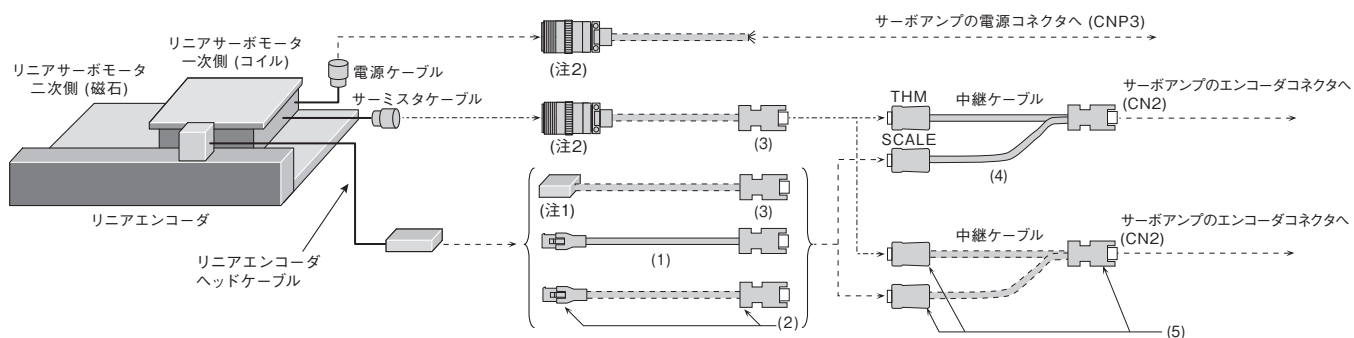 サーボアンプの電源コネクタへ (CNP3)
リニアサーボモータ
一次側 (コイル)
リニアサーボモータ
二次側 (磁石)
電源ケーブル
(注2)
サーミスタケーブル
(注2)
(3)
THM
中継ケーブル
サーボアンプのエンコーダコネクタへ
(CN2)
SCALE
(4)
リニアエンコーダ
(注1)
(3)
リニアエンコーダ
ヘッドケーブル
(1)
(2)
中継ケーブル
サーボアンプのエンコーダコネクタへ
(CN2)
(5)